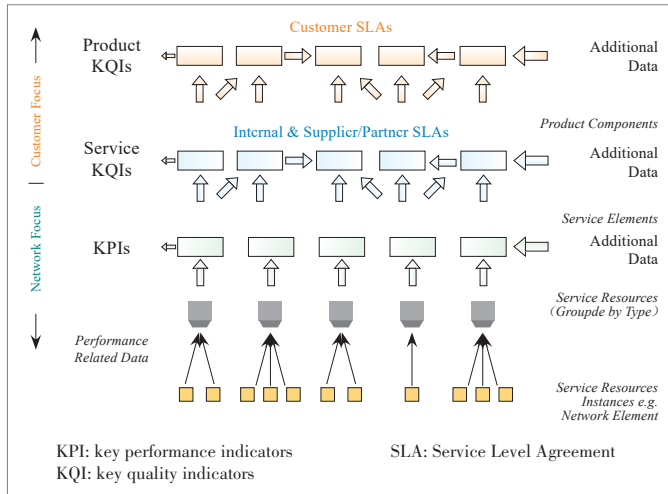 Customer SLAs
Product
KQIs
Additional
Data
Product Components
Customer Focus
Internal & Supplicr/Partncr SLAs
Service
KQIs
Additional
Data
Service Elements
Network Focus
KPIs
Additional
Data
Service Resources
(Groupde by Type)
Performance
Related Data
Service Resources
Instances e.g.
Network Element
KPI: key performance indicators
SLA: Service Level Agreement
KQI: key quality indicators